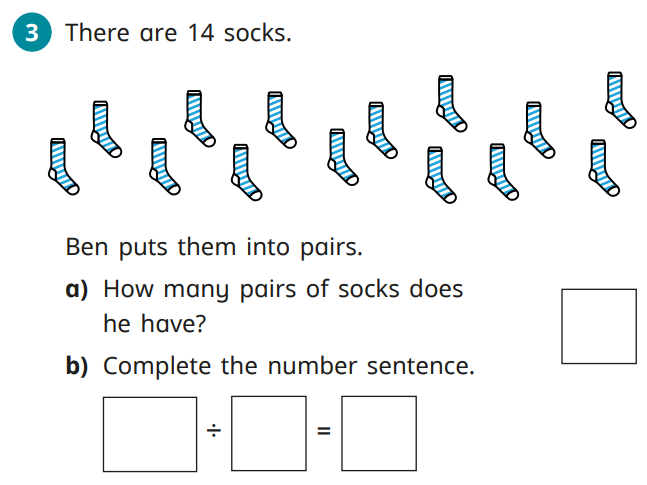 3 There are 14 socks.
Ben puts them into pairs.
a) How many pairs of socks does
he have?
b) Complete the number sentence.
÷ =